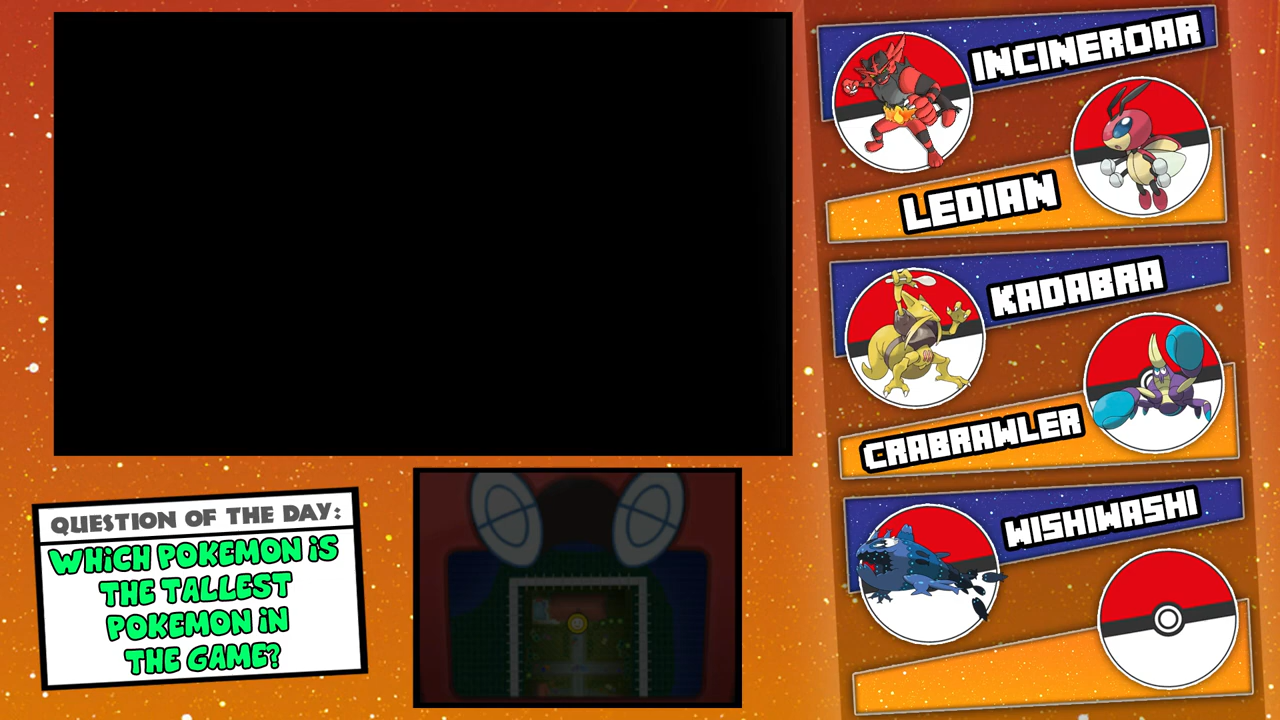 INCINEROAR
LEDIAN
KADABRA
CRABRAWLER
WISHIWASHI
QUESTION OF THE DAY:
WHiCH POKEMON iS
THE TALLEST
POKEMON iN
THE GAME?